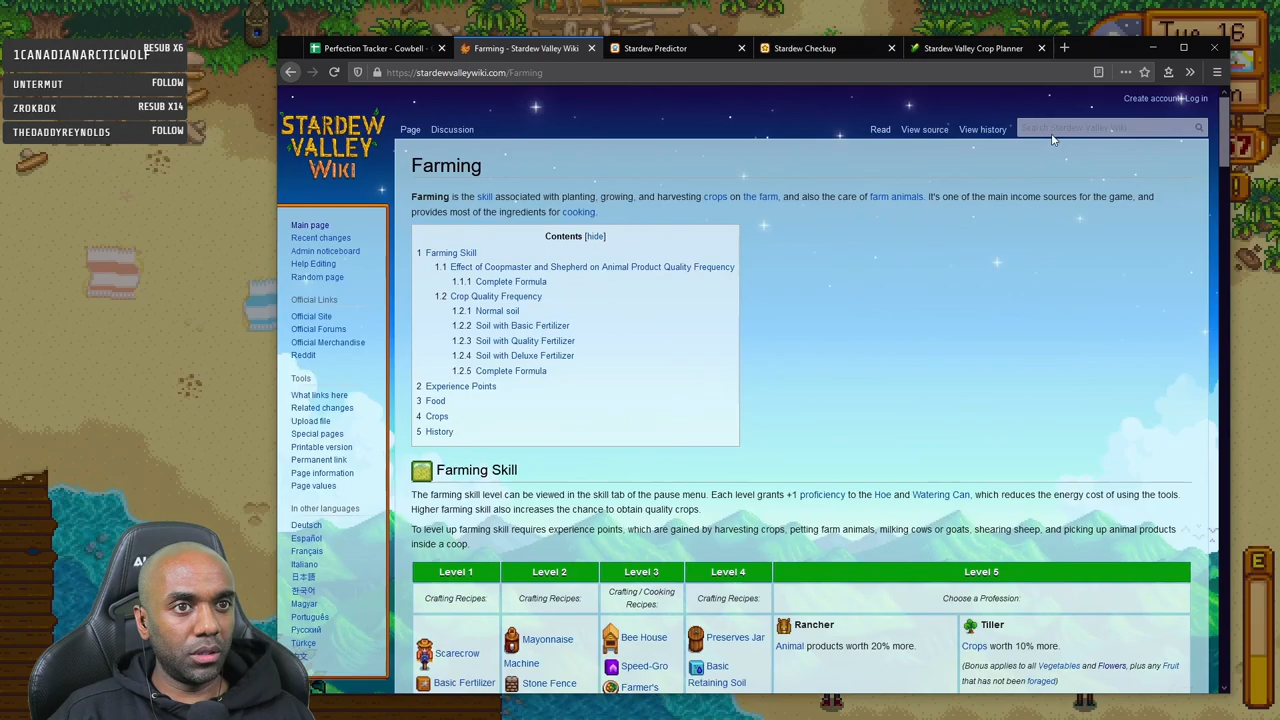 RESUB X6
1CANADIANARCTICWOLF
UNTERMUT FOLLOW
ZROKBOK RESUB X14
THEDADDYREYNOLDS FOLLOW
Tue. 16
Perfection Tracker - Cowbell -
Farming - Stardew Valley Wiki
Stardew Predictor
Stardew Checkup
Stardew Valley Crop Planner
https://stardewvalleywiki.com/Farming
Create account Log in
STARDEW
VALLEY
WIKI
Page Discussion Read View source View history Search Stardew Valley Wiki
Farming
Farming is the skill associated with planting, growing, and harvesting crops on the farm, and also the care of farm animals. It's one of the main income sources for the game, and
provides most of the ingredients for cooking.
Contents [hide]
1 Farming Skill
1.1 Effect of Coopmaster and Shepherd on Animal Product Quality Frequency
1.1.1 Complete Formula
1.2 Crop Quality Frequency
1.2.1 Normal soil
1.2.2 Soil with Basic Fertilizer
1.2.3 Soil with Quality Fertilizer
1.2.4 Soil with Deluxe Fertilizer
1.2.5 Complete Formula
2 Experience Points
3 Food
4 Crops
5 History
Main page
Recent changes
Admin noticeboard
Help Editing
Random page
Official Links
Official Site
Official Forums
Official Merchandise
Reddit
Tools
What links here
Related changes
Upload file
Special pages
Printable version
Permanent link
Page information
Page values
In other languages
Deutsch
Español
Français
Italiano
日本語
한국어
Magyar
Português
Русский
Türkçe
中文
Farming Skill
The farming skill level can be viewed in the skill tab of the pause menu. Each level grants +1 proficiency to the Hoe and Watering Can, which reduces the energy cost of using the tools.
Higher farming skill also increases the chance to obtain quality crops.
To level up farming skill requires experience points, which are gained by harvesting crops, petting farm animals, milking cows or goats, shearing sheep, and picking up animal products
inside a coop.
Level 1 Level 2 Level 3 Level 4 Level 5
Crafting Recipes:
Crafting Recipes:
Crafting / Cooking
Recipes:
Crafting Recipes:
Choose a Profession:
Scarecrow
Basic Fertilizer
Mayonnaise
Machine
Stone Fence
Bee House
Speed-Gro
Farmer's
Preserves Jar
Basic
Retaining Soil
Rancher
Animal products worth 20% more.
Tiller
Crops worth 10% more.
(Bonus applies to all Vegetables and Flowers, plus any Fruit
that has not been foraged)
E